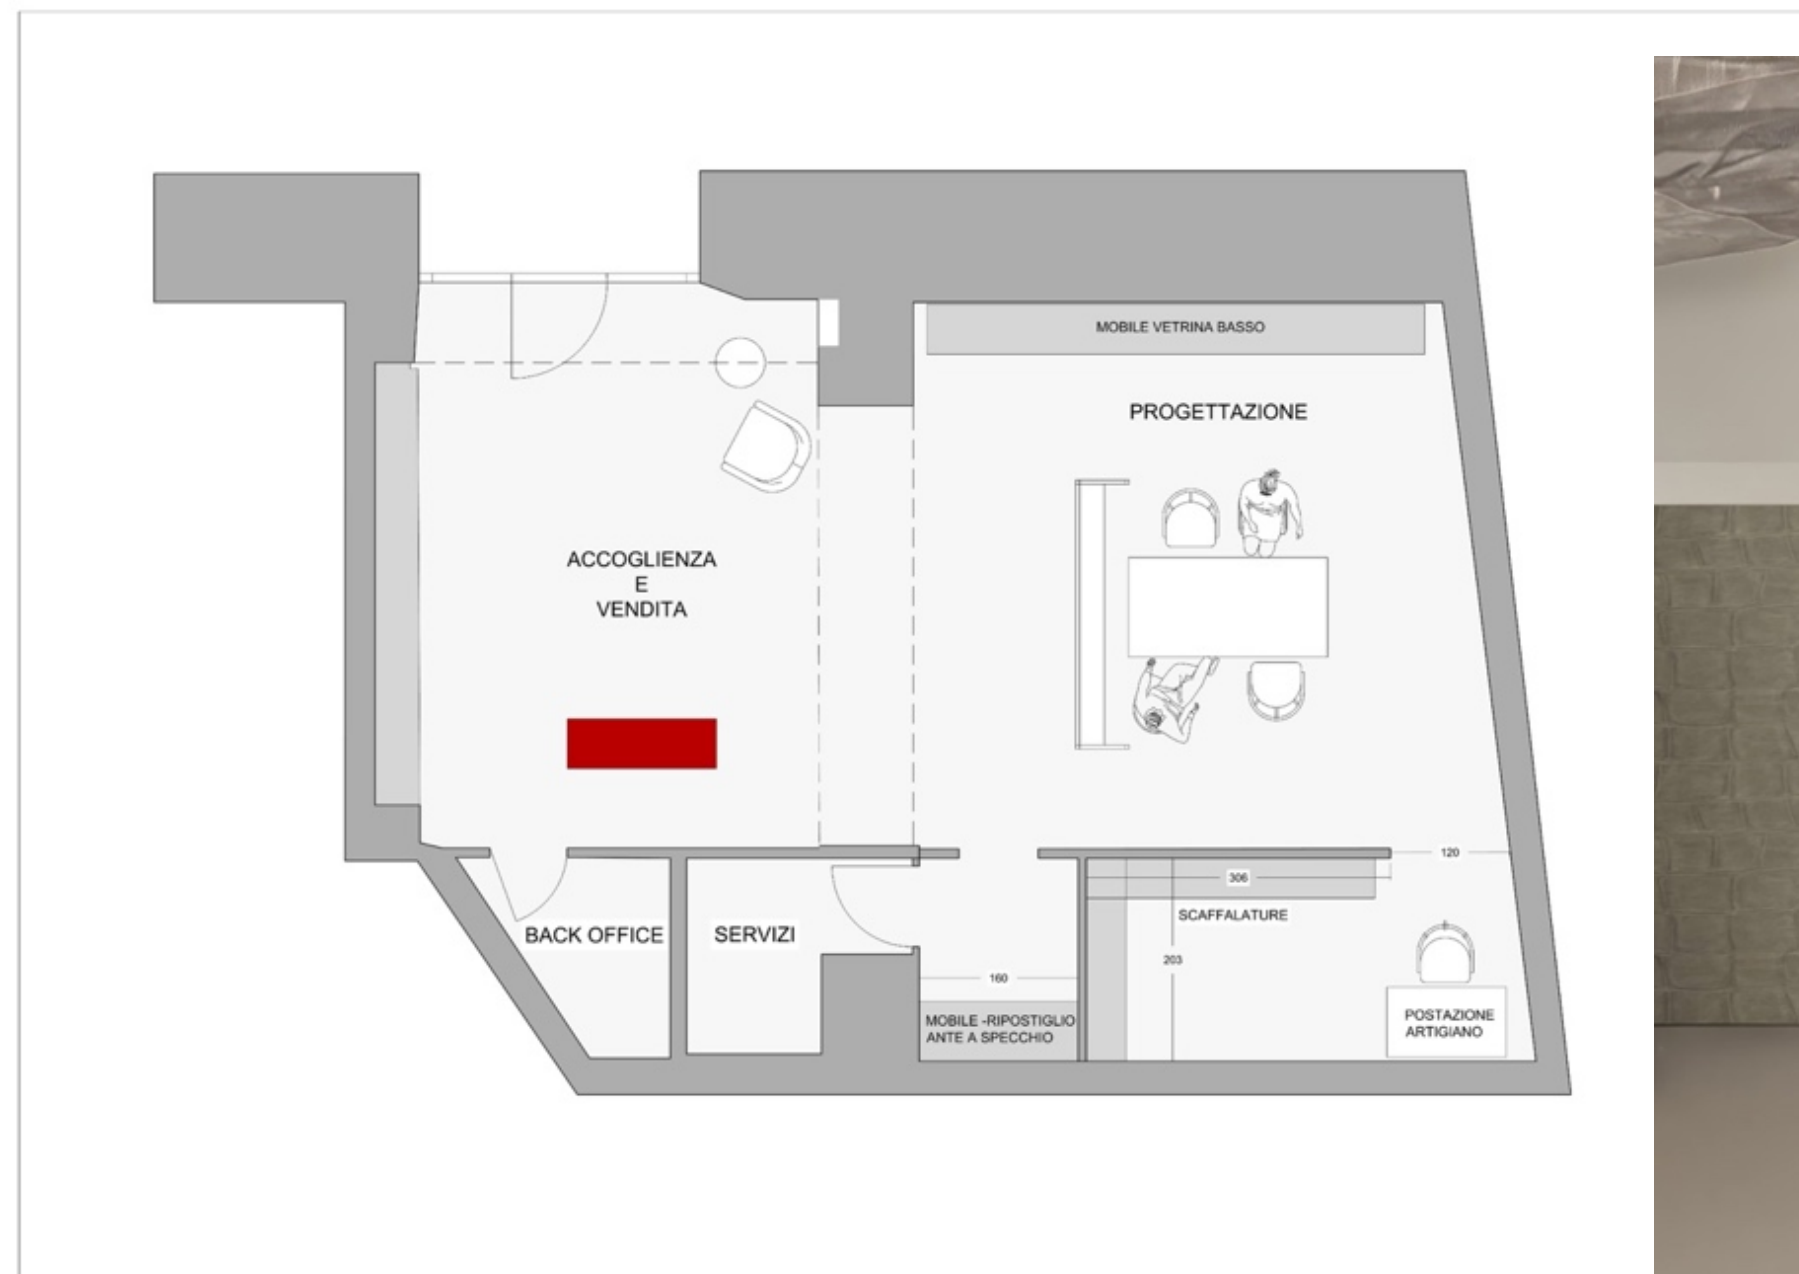 MOBILE VETRINA BASSO
PROGETTAZIONE
ACCOGLIENZA
E
VENDITA
120
306
SCAFFALATURE
BACK OFFICE
SERVIZI
203
160
MOBILE -RIPOSTIGLIO
ANTE A SPECCHIO
POSTAZIONE
ARTIGIANO